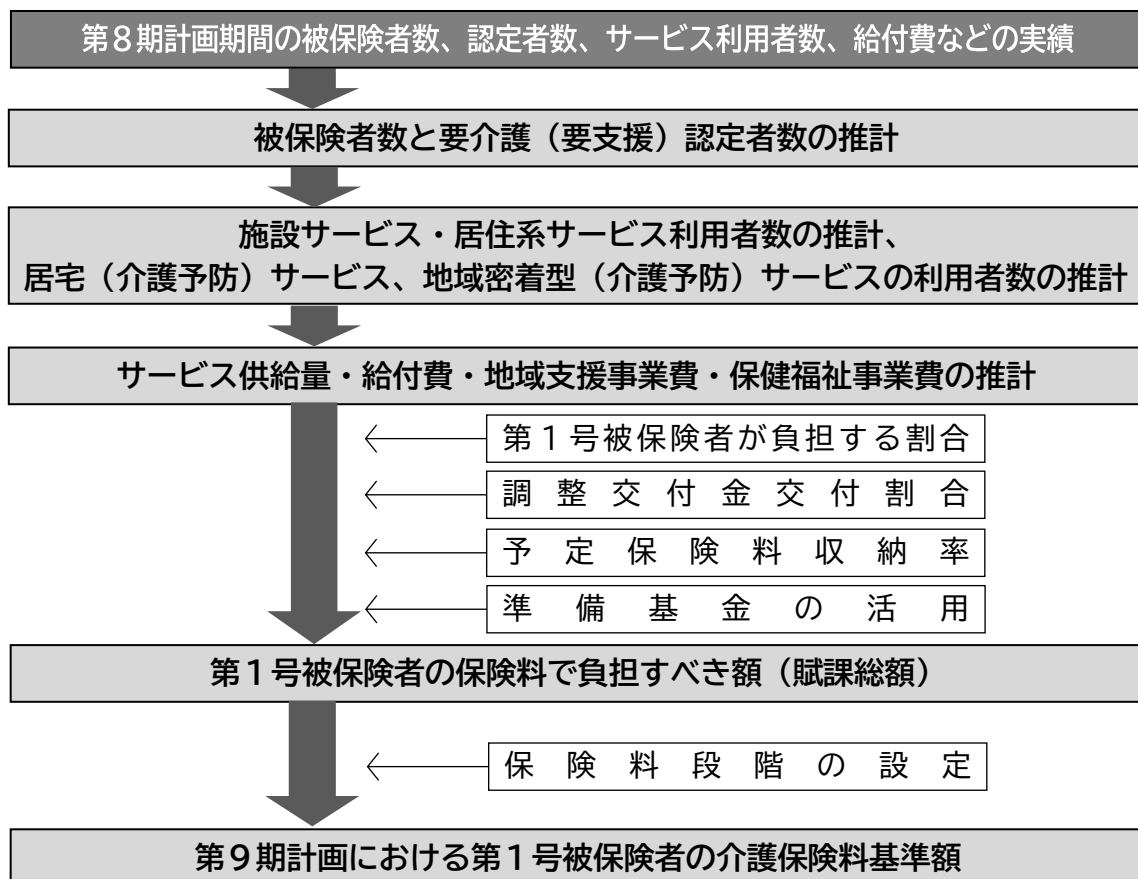 第８期計画期間の被保険者数、認定者数、サービス利用者数、給付費などの実績
被保険者数と要介護（要支援）認定者数の推計
施設サービス・居住系サービス利用者数の推計、
居宅（介護予防）サービス、地域密着型（介護予防）サービスの利用者数の推計
サービス供給量・給付費・地域支援事業費・保健福祉事業費の推計
第１号被保険者が負担する割合
調整交付金交付割合
予定保険料収納率
準備基金の活用
第１号被保険者の保険料で負担すべき額（賦課総額）
保険料段階の設定
第９期計画における第１号被保険者の介護保険料基準額